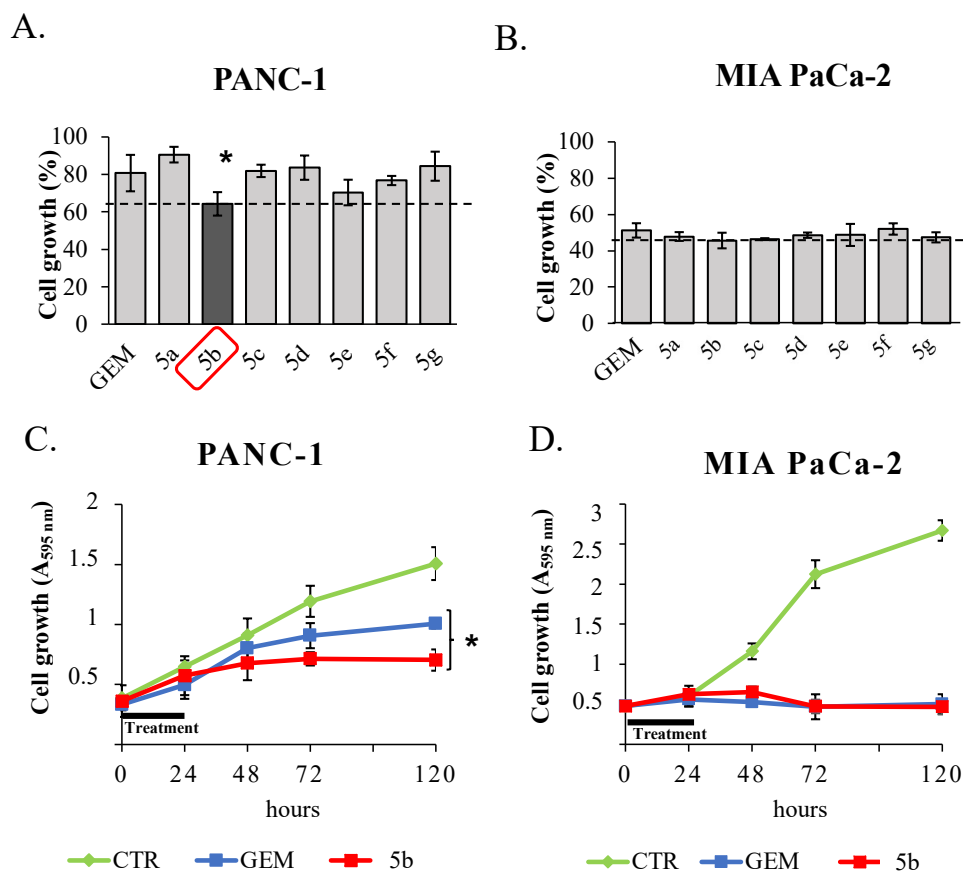 A.
PANC-1
Cell growth (%)
100
80
60
40
20
0
*
GEM
5a
5b
5c
5d
5e
5f
5g
B.
MIA PaCa-2
Cell growth (%)
100
80
60
40
20
0
GEM
5a
5b
5c
5d
5e
5f
5g
C.
PANC-1
Cell growth (A595 nm)
2
1.5
1
0.5
*
Treatment
0 24 48 72 120
hours
D.
MIA PaCa-2
Cell growth (A595 nm)
3
2.5
2
1
0.5
Treatment
0 24 48 72 120
hours
CTR GEM 5b
CTR GEM 5b